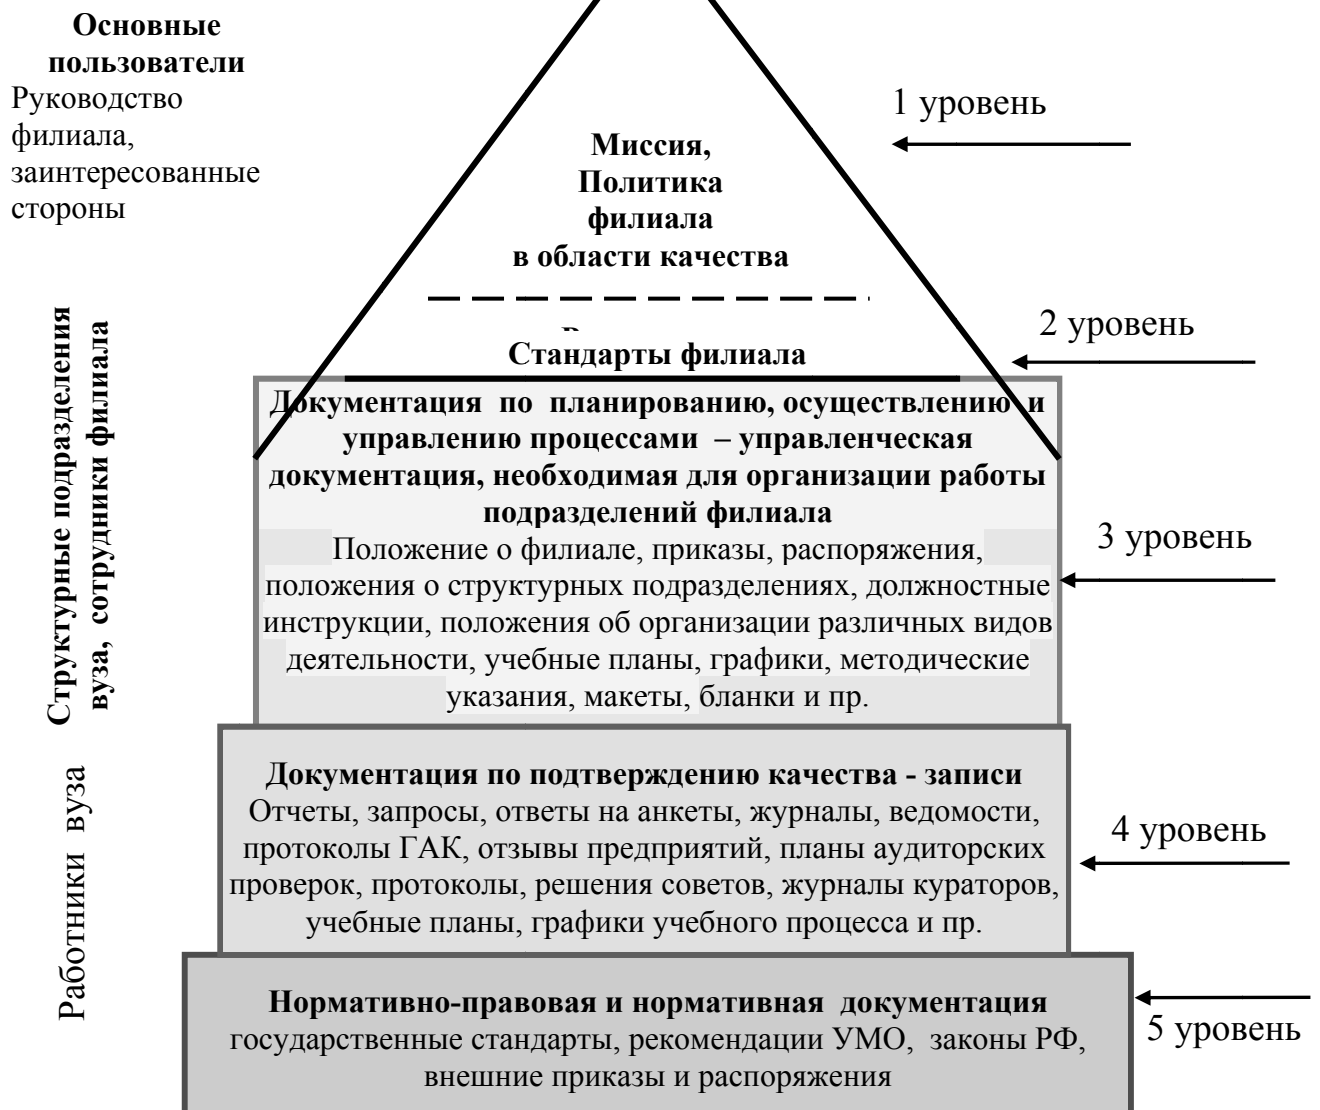 Основные
пользователи
Руководство
филиала,
заинтересованные
стороны
1 уровень
Миссия,
Политика
филиала
в области качества
2 уровень
Стандарты филиала
Структурные подразделения
вуза, сотрудники филиала
Документация по планированию, осуществлению и
управлению процессами – управленческая
документация, необходимая для организации работы
подразделений филиала
Положение о филиале, приказы, распоряжения,
положения о структурных подразделениях, должностные
инструкции, положения об организации различных видов
деятельности, учебные планы, графики, методические
указания, макеты, бланки и пр.
3 уровень
Работники вуза
Документация по подтверждению качества - записи
Отчеты, запросы, ответы на анкеты, журналы, ведомости,
протоколы ГАК, отзывы предприятий, планы аудиторских
проверок, протоколы, решения советов, журналы кураторов,
учебные планы, графики учебного процесса и пр.
4 уровень
Нормативно-правовая и нормативная документация
государственные стандарты, рекомендации УМО, законы РФ,
внешние приказы и распоряжения
5 уровень